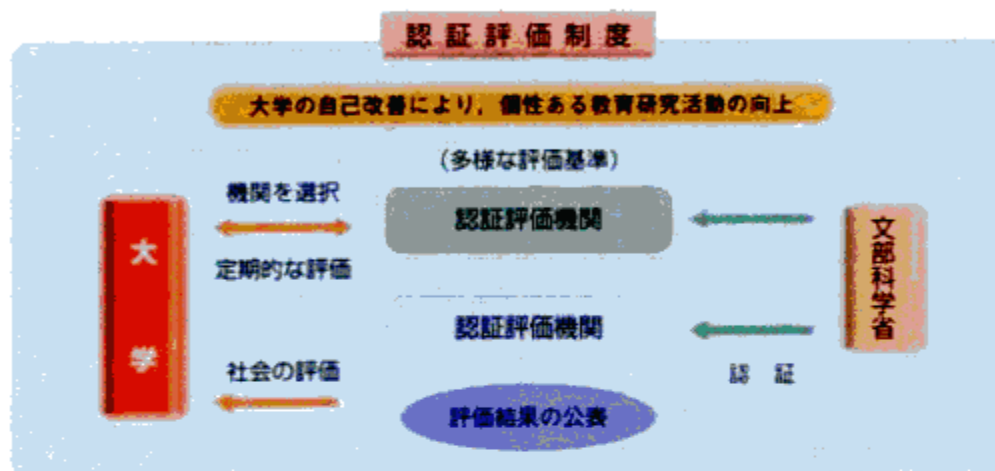 認証評価制度
大学の自己改善により，個性ある教育研究活動の向上
（多様な評価基準）
機関を選択
認証評価機関
大学
定期的な評価
文部科学省
認証評価機関
社会の評価
認 証
評価結果の公表